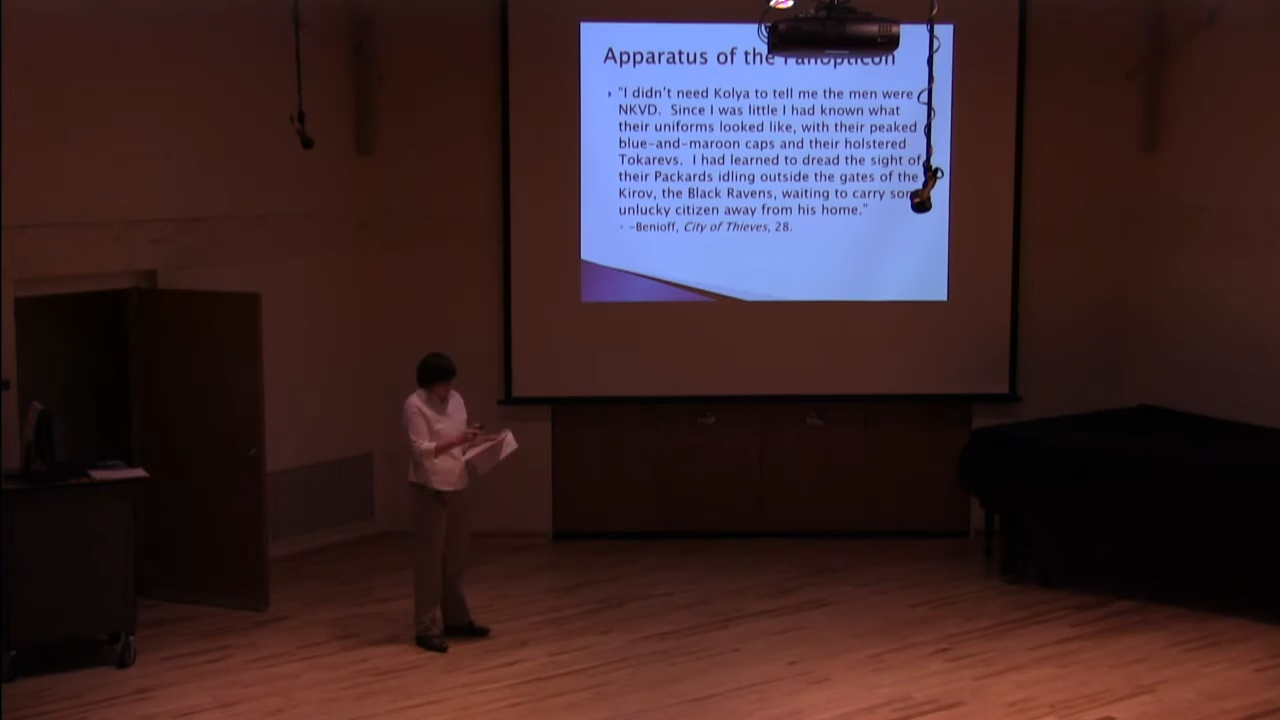 Apparatus of the Panopticon
"I didn't need Kolya to tell me the men were
NKVD. Since I was little I had known what
their uniforms looked like, with their peaked
blue-and-maroon caps and their holstered
Tokarevs. I had learned to dread the sight of
their Packards idling outside the gates of the
Kirov, the Black Ravens, waiting to carry
unlucky citizen away from his home."
-Benioff, City of Thieves, 28.